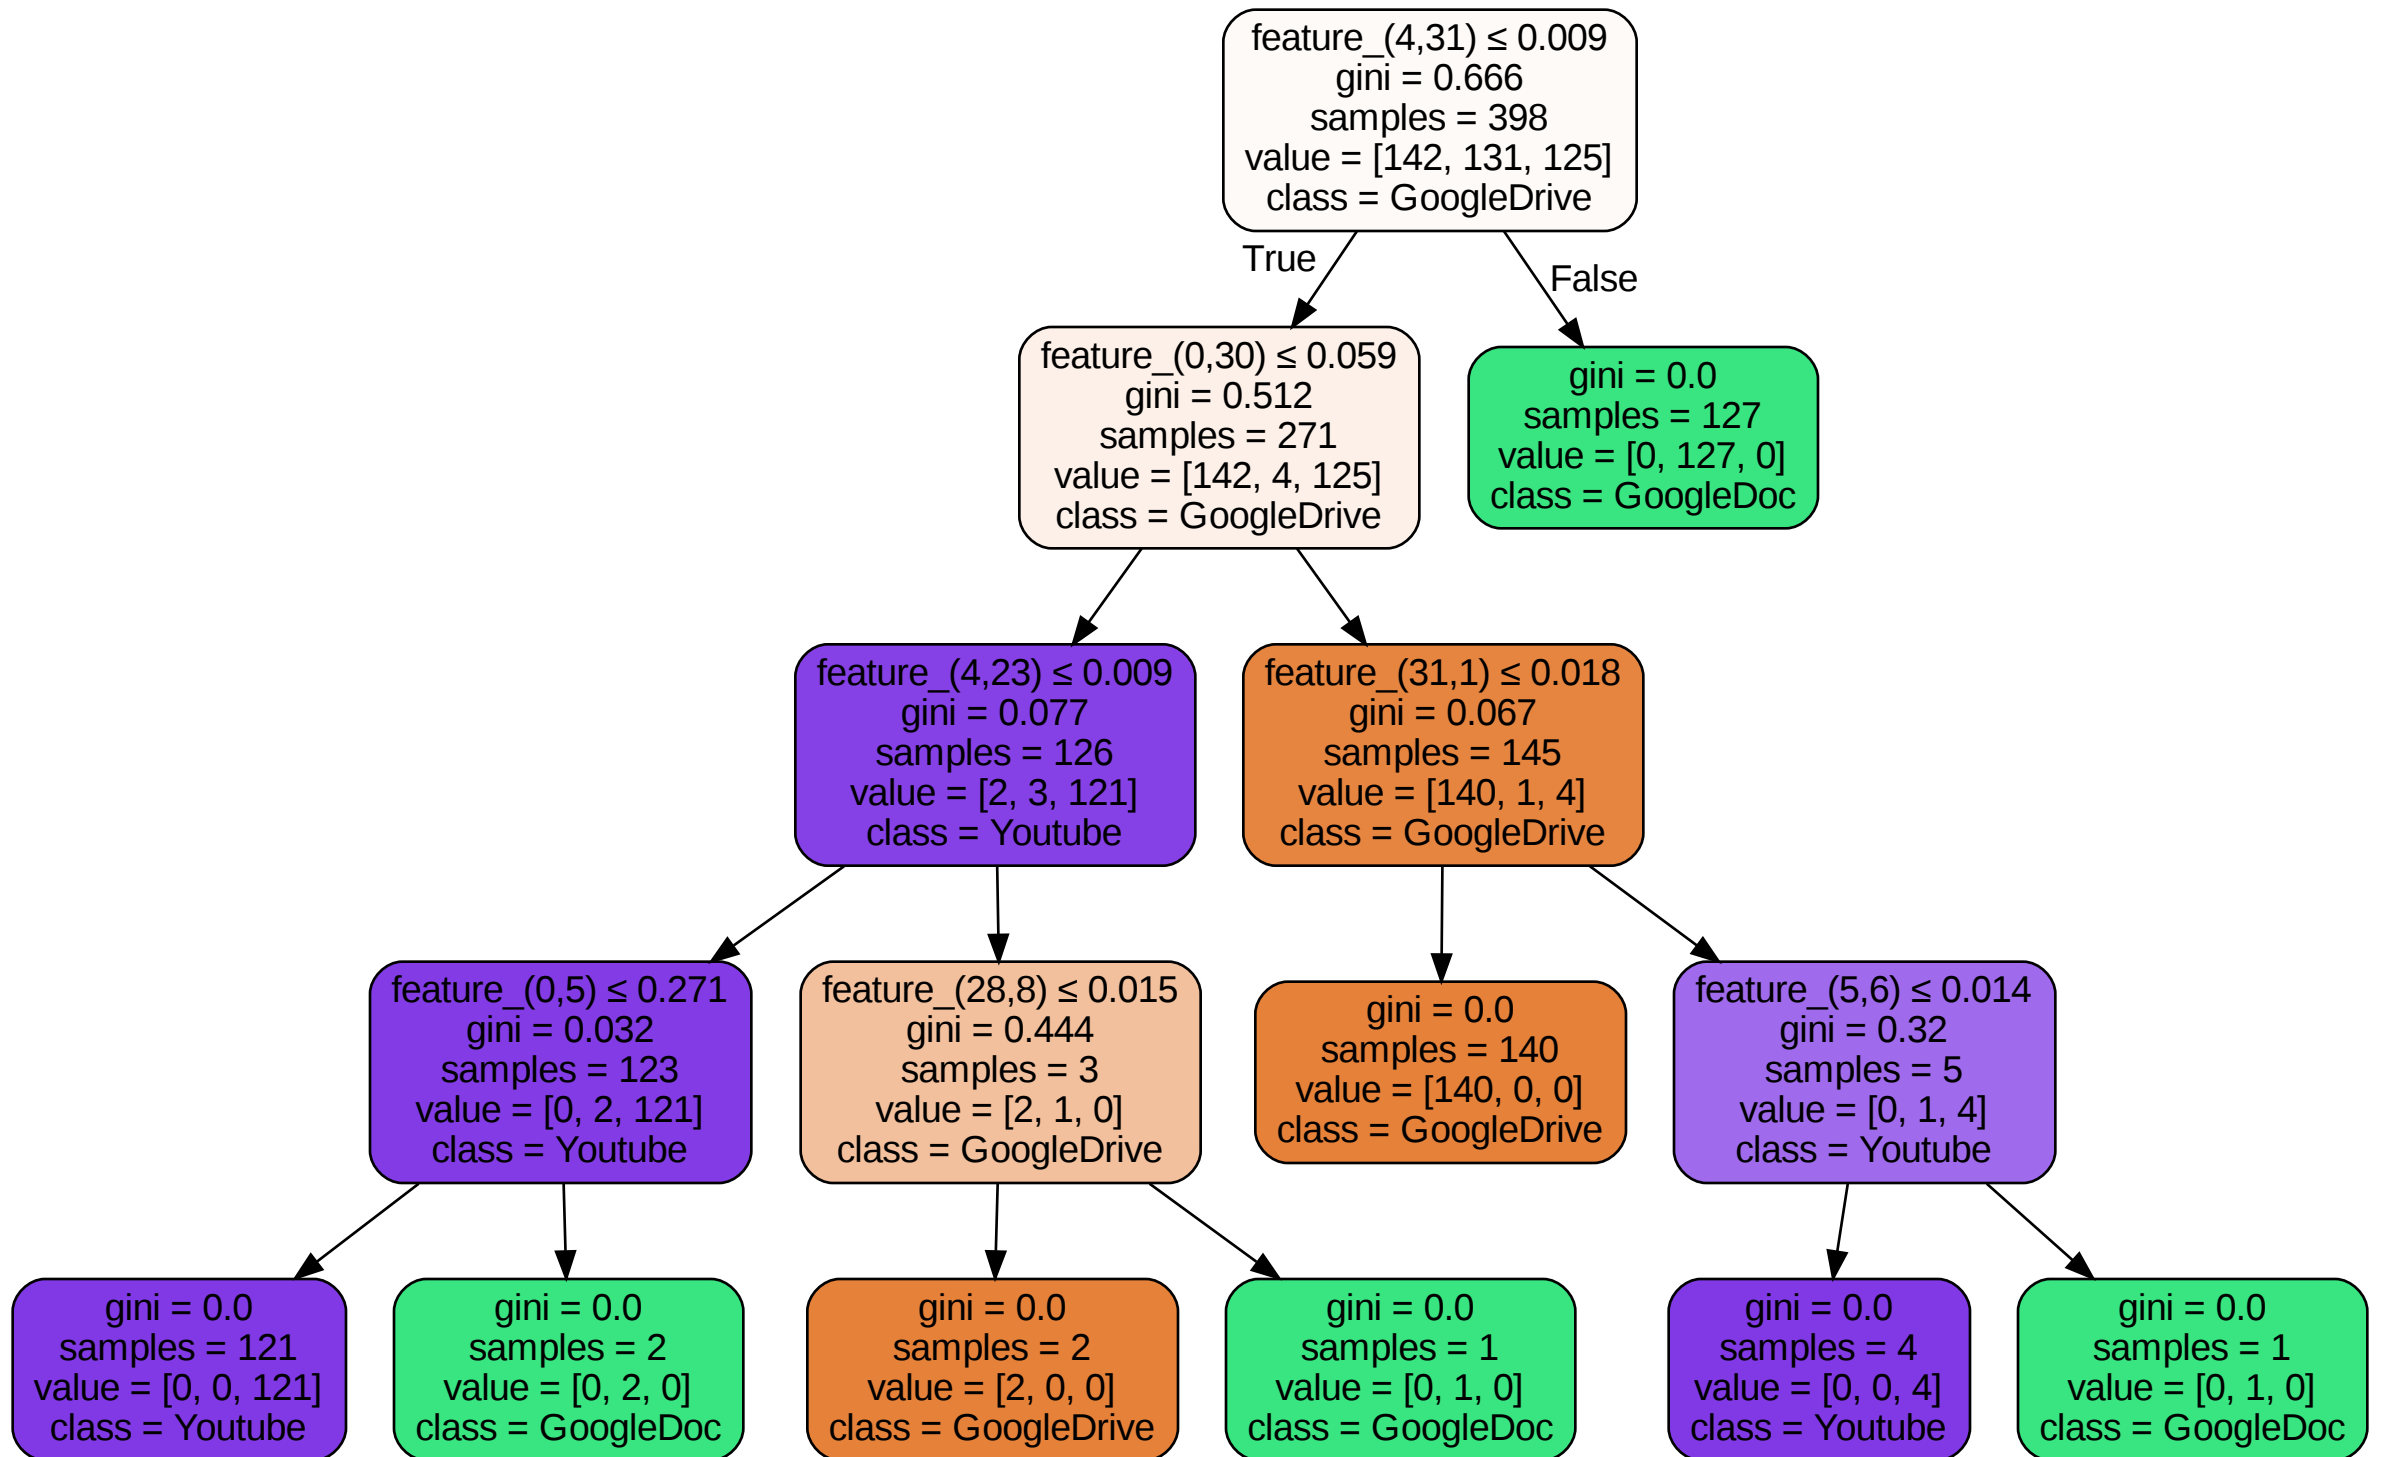 feature_(4,31) ≤ 0.009
gini = 0.666
samples = 398
value = [142, 131, 125]
class = GoogleDrive
True
False
feature_(0,30) ≤ 0.059
gini = 0.512
samples = 271
value = [142, 4, 125]
class = GoogleDrive
gini = 0.0
samples = 127
value = [0, 127, 0]
class = GoogleDoc
feature_(4,23) ≤ 0.009
gini = 0.077
samples = 126
value = [2, 3, 121]
class = Youtube
feature_(31,1) ≤ 0.018
gini = 0.067
samples = 145
value = [140, 1, 4]
class = GoogleDrive
feature_(0,5) ≤ 0.271
gini = 0.032
samples = 123
value = [0, 2, 121]
class = Youtube
feature_(28,8) ≤ 0.015
gini = 0.444
samples = 3
value = [2, 1, 0]
class = GoogleDrive
gini = 0.0
samples = 140
value = [140, 0, 0]
class = GoogleDrive
feature_(5,6) ≤ 0.014
gini = 0.32
samples = 5
value = [0, 1, 4]
class = Youtube
gini = 0.0
samples = 121
value = [0, 0, 121]
class = Youtube
gini = 0.0
samples = 2
value = [0, 2, 0]
class = GoogleDoc
gini = 0.0
samples = 2
value = [2, 0, 0]
class = GoogleDrive
gini = 0.0
samples = 1
value = [0, 1, 0]
class = GoogleDoc
gini = 0.0
samples = 4
value = [0, 0, 4]
class = Youtube
gini = 0.0
samples = 1
value = [0, 1, 0]
class = GoogleDoc